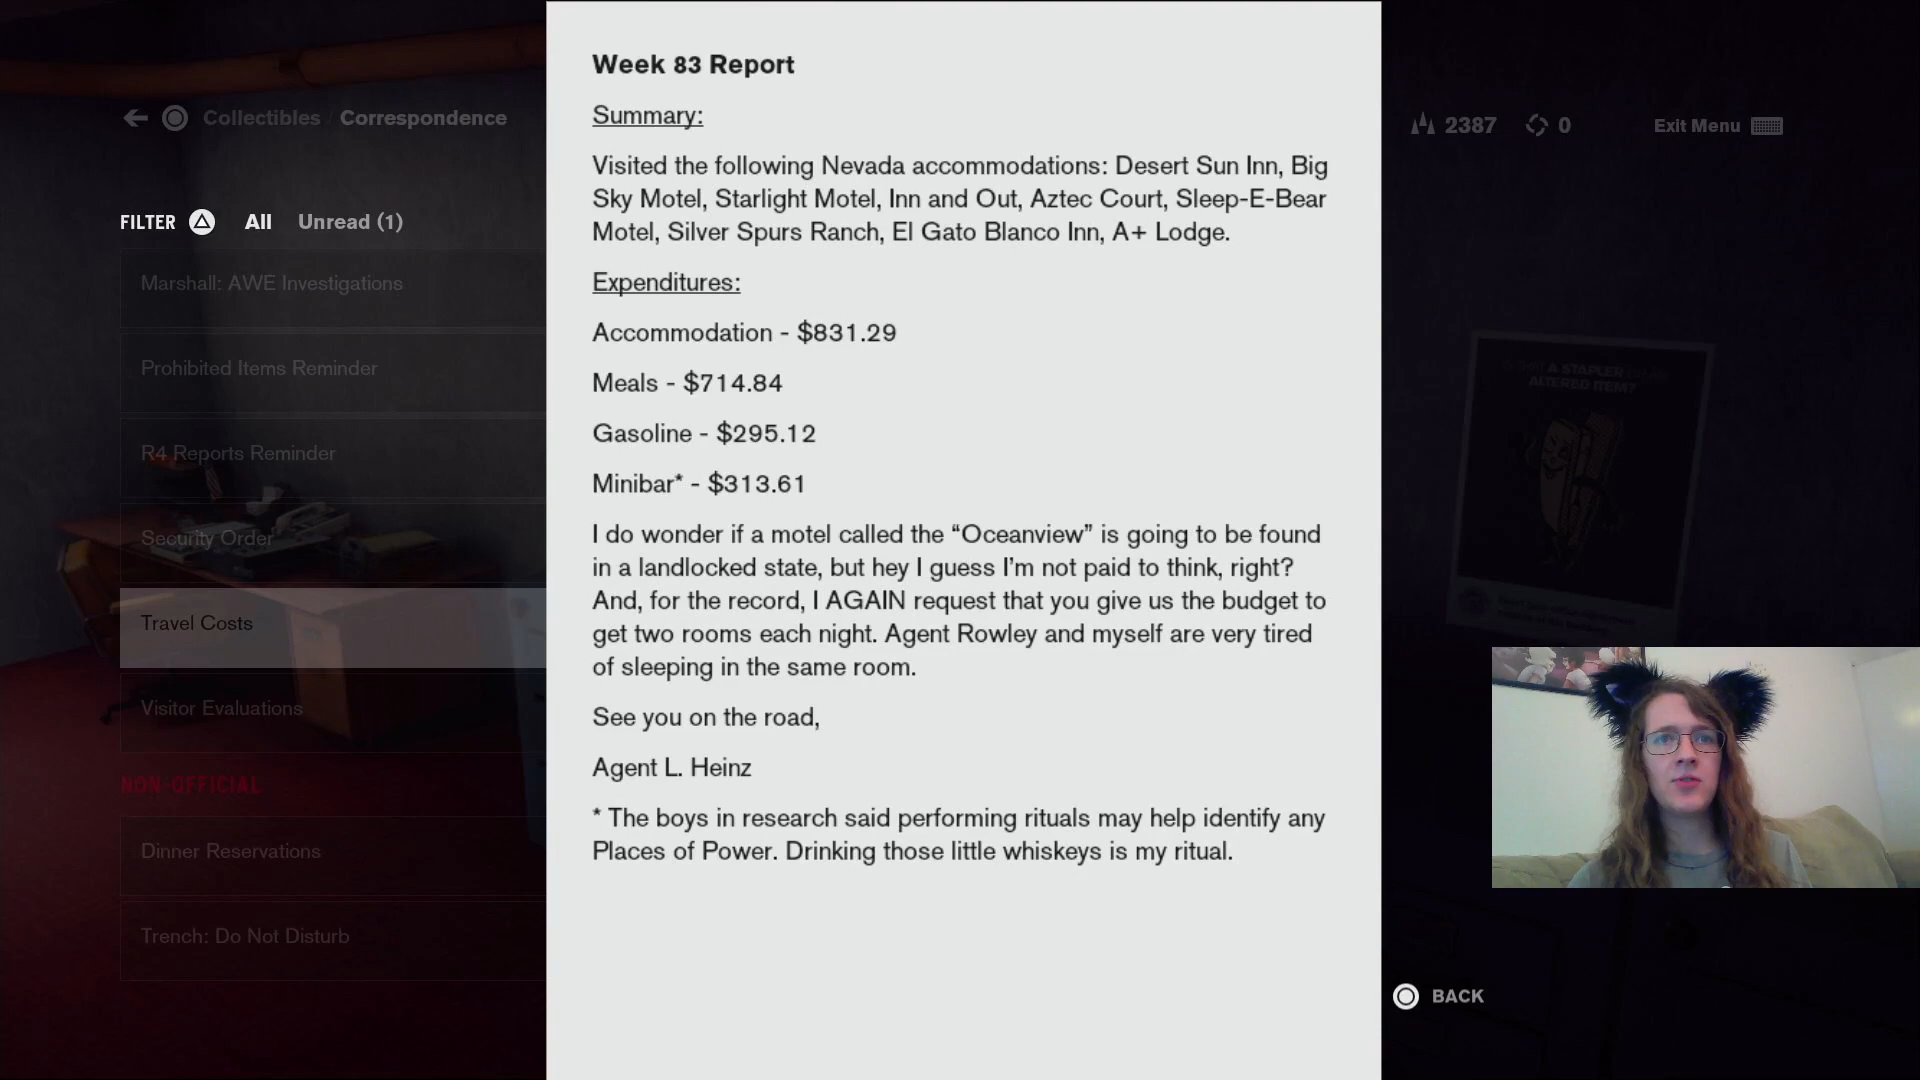 Week 83 Report
Summary:
Visited the following Nevada accommodations: Desert Sun Inn, Big
Sky Motel, Starlight Motel, Inn and Out, Aztec Court, Sleep-E-Bear
Motel, Silver Spurs Ranch, El Gato Blanco Inn, A+ Lodge.
Expenditures:
Accommodation - $831.29
Meals - $714.84
Gasoline - $295.12
Minibar* - $313.61
I do wonder if a motel called the “Oceanview” is going to be found
in a landlocked state, but hey I guess I’m not paid to think, right?
And, for the record, I AGAIN request that you give us the budget to
get two rooms each night. Agent Rowley and myself are very tired
of sleeping in the same room.
See you on the road,
Agent L. Heinz
* The boys in research said performing rituals may help identify any
Places of Power. Drinking those little whiskeys is my ritual.
Collectibles / Correspondence
FILTER All Unread (1)
Marshall: AWE Investigations
Prohibited Items Reminder
R4 Reports Reminder
Security Order
Travel Costs
Visitor Evaluations
NON-OFFICIAL
Dinner Reservations
Trench: Do Not Disturb
2387 0 Exit Menu
A STAPLER
ALTERED ITEM?
BACK